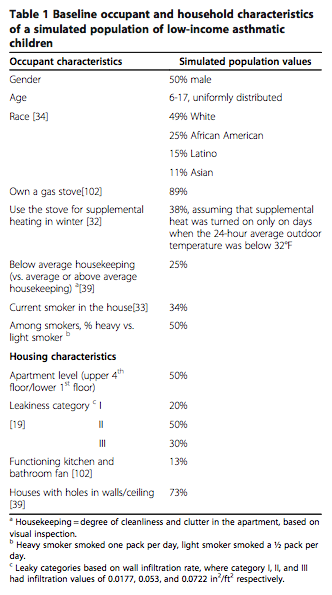 Table 1 Baseline occupant and household characteristics
of a simulated population of low-income asthmatic
children
Occupant characteristics Simulated population values
Gender 50% male
Age 6-17, uniformly distributed
Race [34] 49% White
25% African American
15% Latino
11% Asian
Own a gas stove[102] 89%
Use the stove for supplemental 38%, assuming that supplemental
heating in winter [32] heat was turned on only on days
when the 24-hour average outdoor
temperature was below 32°F
Below average housekeeping 25%
(vs. average or above average
housekeeping) a[39]
Current smoker in the house[33] 34%
Among smokers, % heavy vs. 50%
light smoker b
Housing characteristics
Apartment level (upper 4th 50%
floor/lower 1st floor)
Leakiness category c I 20%
[19] II 50%
III 30%
Functioning kitchen and 13%
bathroom fan [102]
Houses with holes in walls/ceiling 73%
[39]
a Housekeeping = degree of cleanliness and clutter in the apartment, based on
visual inspection.
b Heavy smoker smoked one pack per day, light smoker smoked a ½ pack per
day.
c Leaky categories based on wall infiltration rate, where category I, II, and III
had infiltration values of 0.0177, 0.053, and 0.0722 in²/ft² respectively.